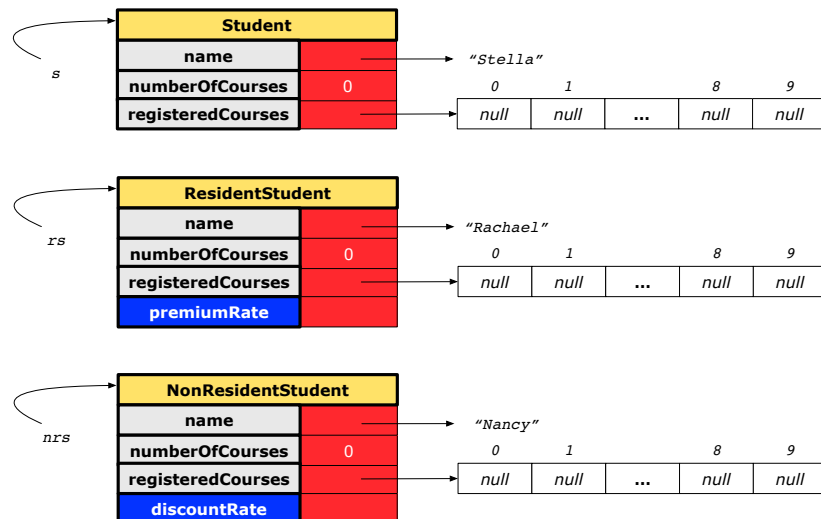 Student
name “Stella”
s numberOfCourses 0 0 1 8 9
registeredCourses null null ... null null
ResidentStudent
name “Rachael”
rs numberOfCourses 0 0 1 8 9
registeredCourses null null ... null null
premiumRate
NonResidentStudent
name “Nancy”
nrs numberOfCourses 0 0 1 8 9
registeredCourses null null ... null null
discountRate